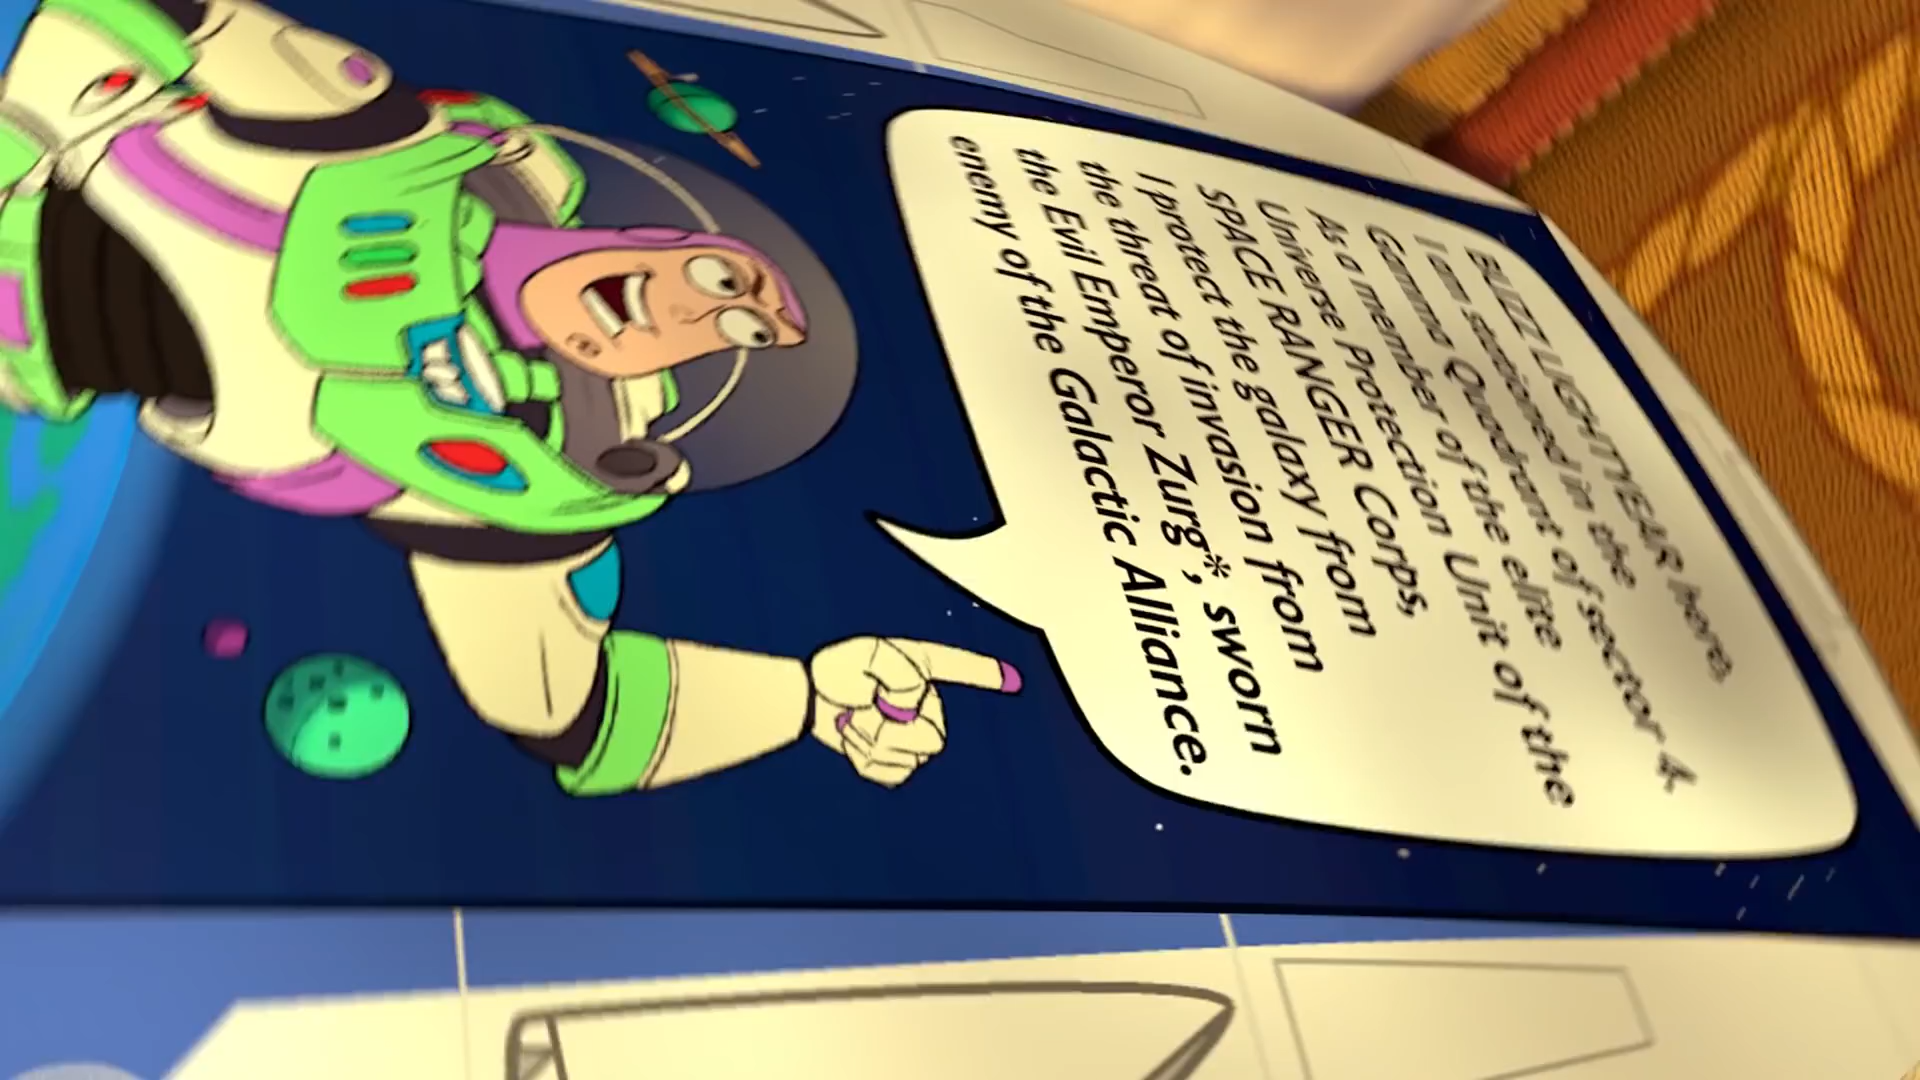 BUZZ LIGHTYEAR here.
I am stationed in the
Gamma Quadrant of sector 4.
As a member of the elite
Universe Protection Unit of the
SPACE RANGER Corps,
I protect the galaxy from
the threat of invasion from
the Evil Emperor Zurg*, sworn
enemy of the Galactic Alliance.